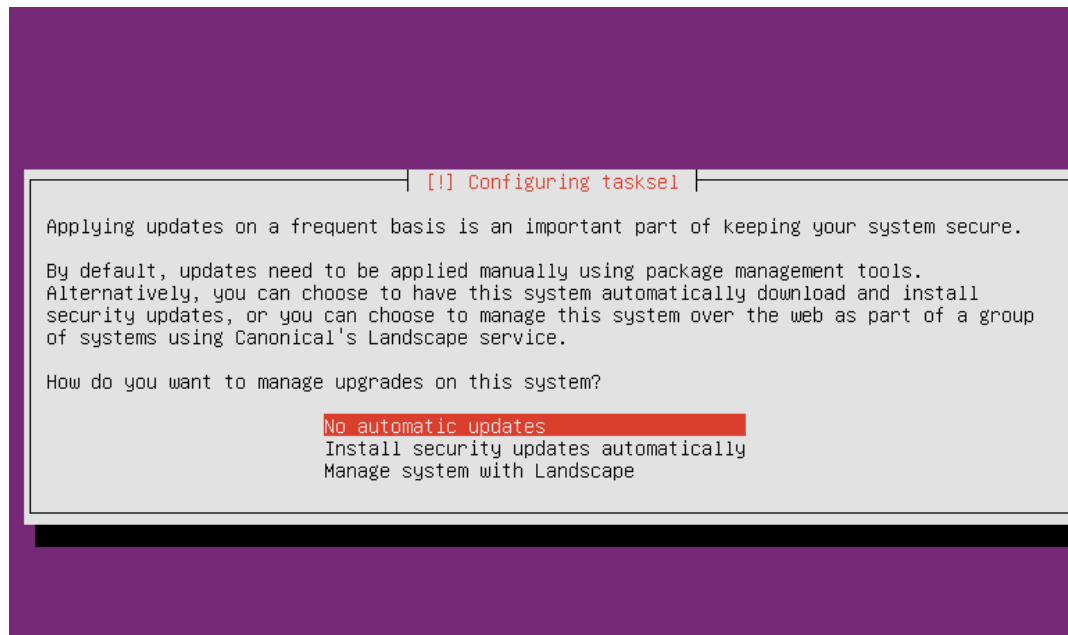 [!] Configuring tasksel
Applying updates on a frequent basis is an important part of keeping your system secure.
By default, updates need to be applied manually using package management tools.
Alternatively, you can choose to have this system automatically download and install
security updates, or you can choose to manage this system over the web as part of a group
of systems using Canonical's Landscape service.
How do you want to manage upgrades on this system?
No automatic updates
Install security updates automatically
Manage system with Landscape